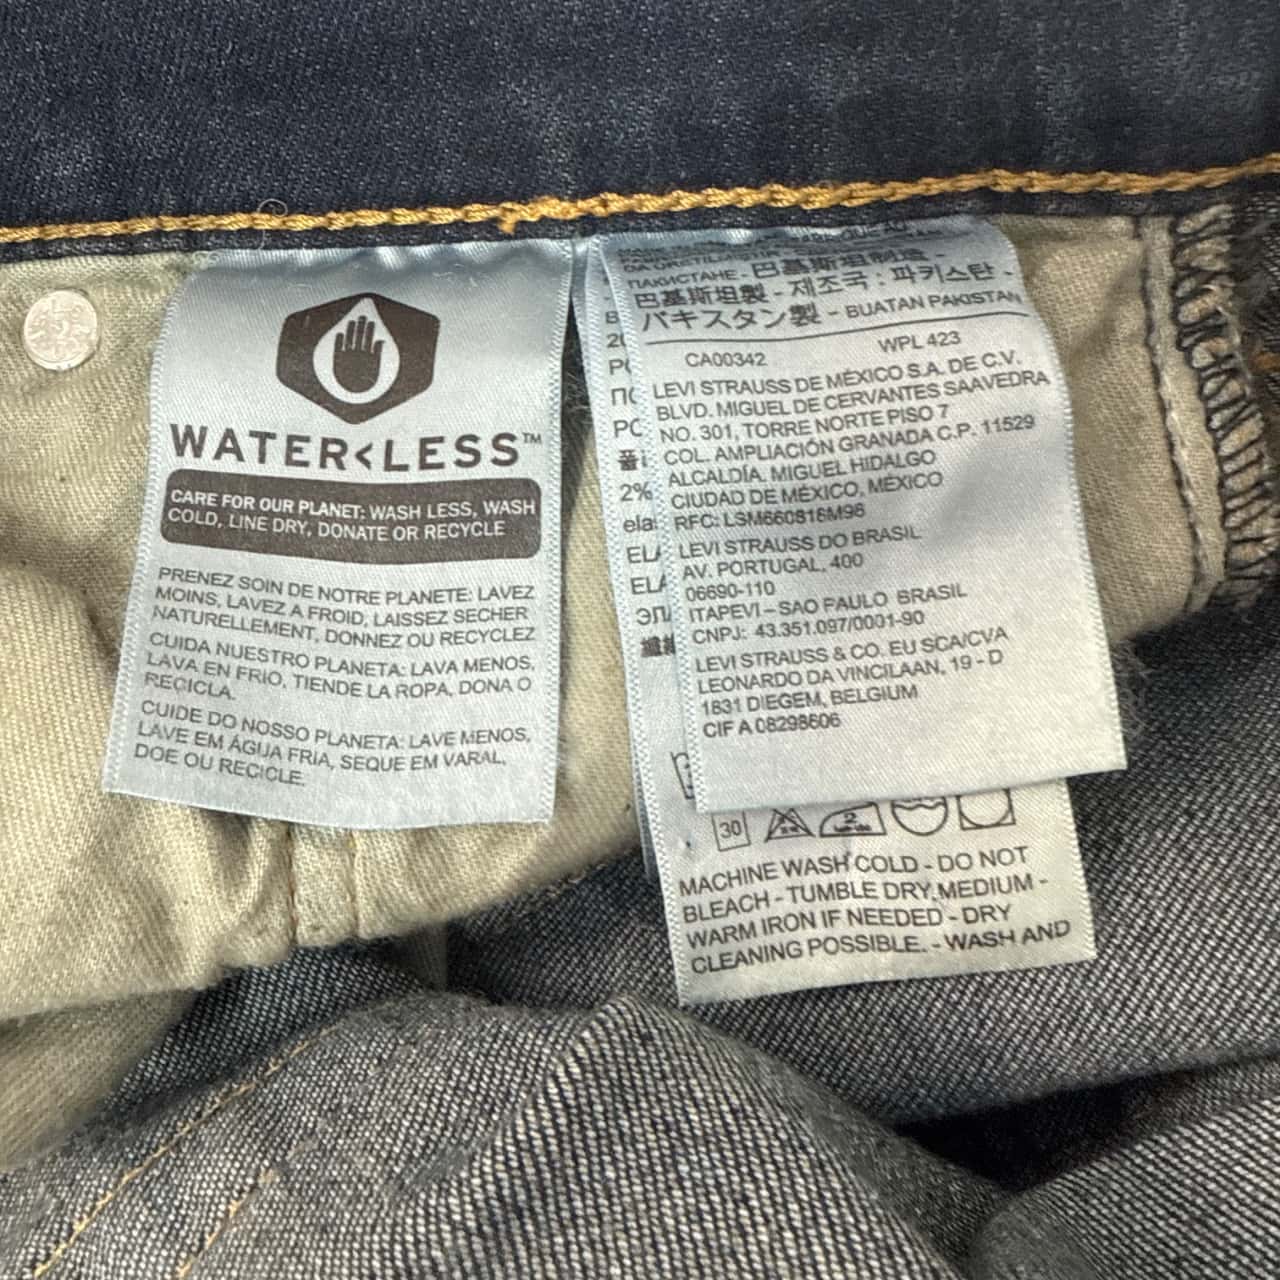 WATER<LESS™
CARE FOR OUR PLANET: WASH LESS, WASH
COLD, LINE DRY, DONATE OR RECYCLE
PRENEZ SOIN DE NOTRE PLANETE: LAVEZ
MOINS, LAVEZ A FROID, LAISSEZ SECHER
NATURELLEMENT, DONNEZ OU RECYCLEZ
CUIDA NUESTRO PLANETA: LAVA MENOS,
LAVA EN FRIO, TIENDE LA ROPA, DONA O
RECICLA.
CUIDE DO NOSSO PLANETA: LAVE MENOS,
LAVE EM ÁGUA FRIA, SEQUE EM VARAL,
DOE OU RECICLE.
ПАКИСТАНЕ - 巴基斯坦制造 -
巴基斯坦製 - 제조국 : 파키스탄 -
パキスタン製 - BUATAN PAKISTAN
CA00342 WPL 423
LEVI STRAUSS DE MÉXICO S.A. DE C.V.
BLVD. MIGUEL DE CERVANTES SAAVEDRA
NO. 301, TORRE NORTE PISO 7
COL. AMPLIACIÓN GRANADA C.P. 11529
ALCALDÍA. MIGUEL HIDALGO
CIUDAD DE MÉXICO, MÉXICO
RFC: LSM660816M96
LEVI STRAUSS DO BRASIL
AV. PORTUGAL, 400
06690-110
ITAPEVI – SAO PAULO BRASIL
CNPJ: 43.351.097/0001-90
LEVI STRAUSS & CO. EU SCA/CVA
LEONARDO DA VINCILAAN, 19 - D
1831 DIEGEM, BELGIUM
CIF A 08298606
2%
ela
ELA
ELA
ЭЛА
30
2
MACHINE WASH COLD - DO NOT
BLEACH - TUMBLE DRY MEDIUM -
WARM IRON IF NEEDED - DRY
CLEANING POSSIBLE. - WASH AND